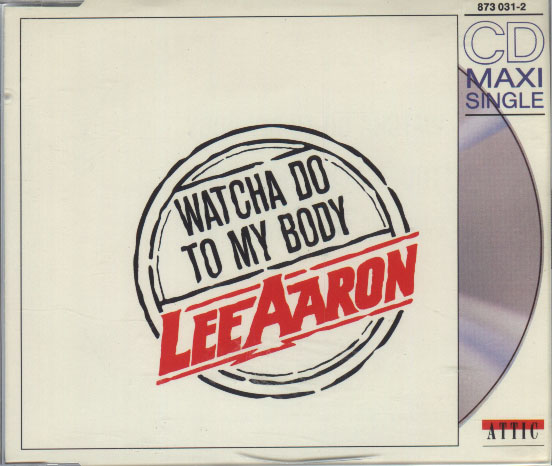 873 031-2
CD
MAXI
SINGLE
WATCHA DO
TO MY BODY
LEE AARON
ATTIC